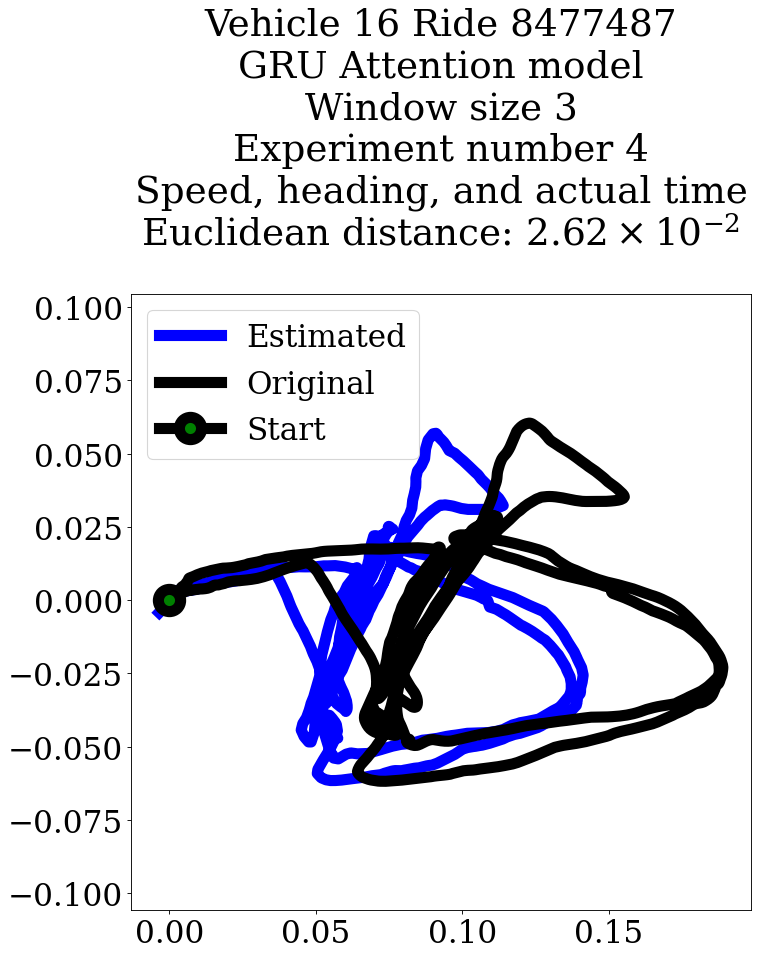 Vehicle 16 Ride 8477487
GRU Attention model
Window size 3
Experiment number 4
Speed, heading, and actual time
Euclidean distance: 2.62 × 10⁻²
0.100
0.075
0.050
0.025
0.000
−0.025
−0.050
−0.075
−0.100
Estimated
Original
Start
0.00 0.05 0.10 0.15